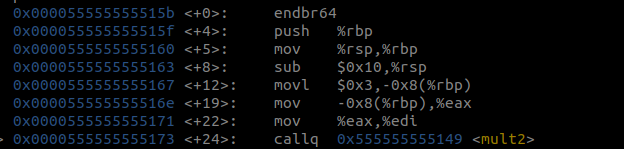 0x000055555555515b <+0>: endbr64
0x000055555555515f <+4>: push %rbp
0x0000555555555160 <+5>: mov %rsp,%rbp
0x0000555555555163 <+8>: sub $0x10,%rsp
0x0000555555555167 <+12>: movl $0x3,-0x8(%rbp)
0x000055555555516e <+19>: mov -0x8(%rbp),%eax
0x0000555555555171 <+22>: mov %eax,%edi
> 0x0000555555555173 <+24>: callq 0x555555555149 <mult2>